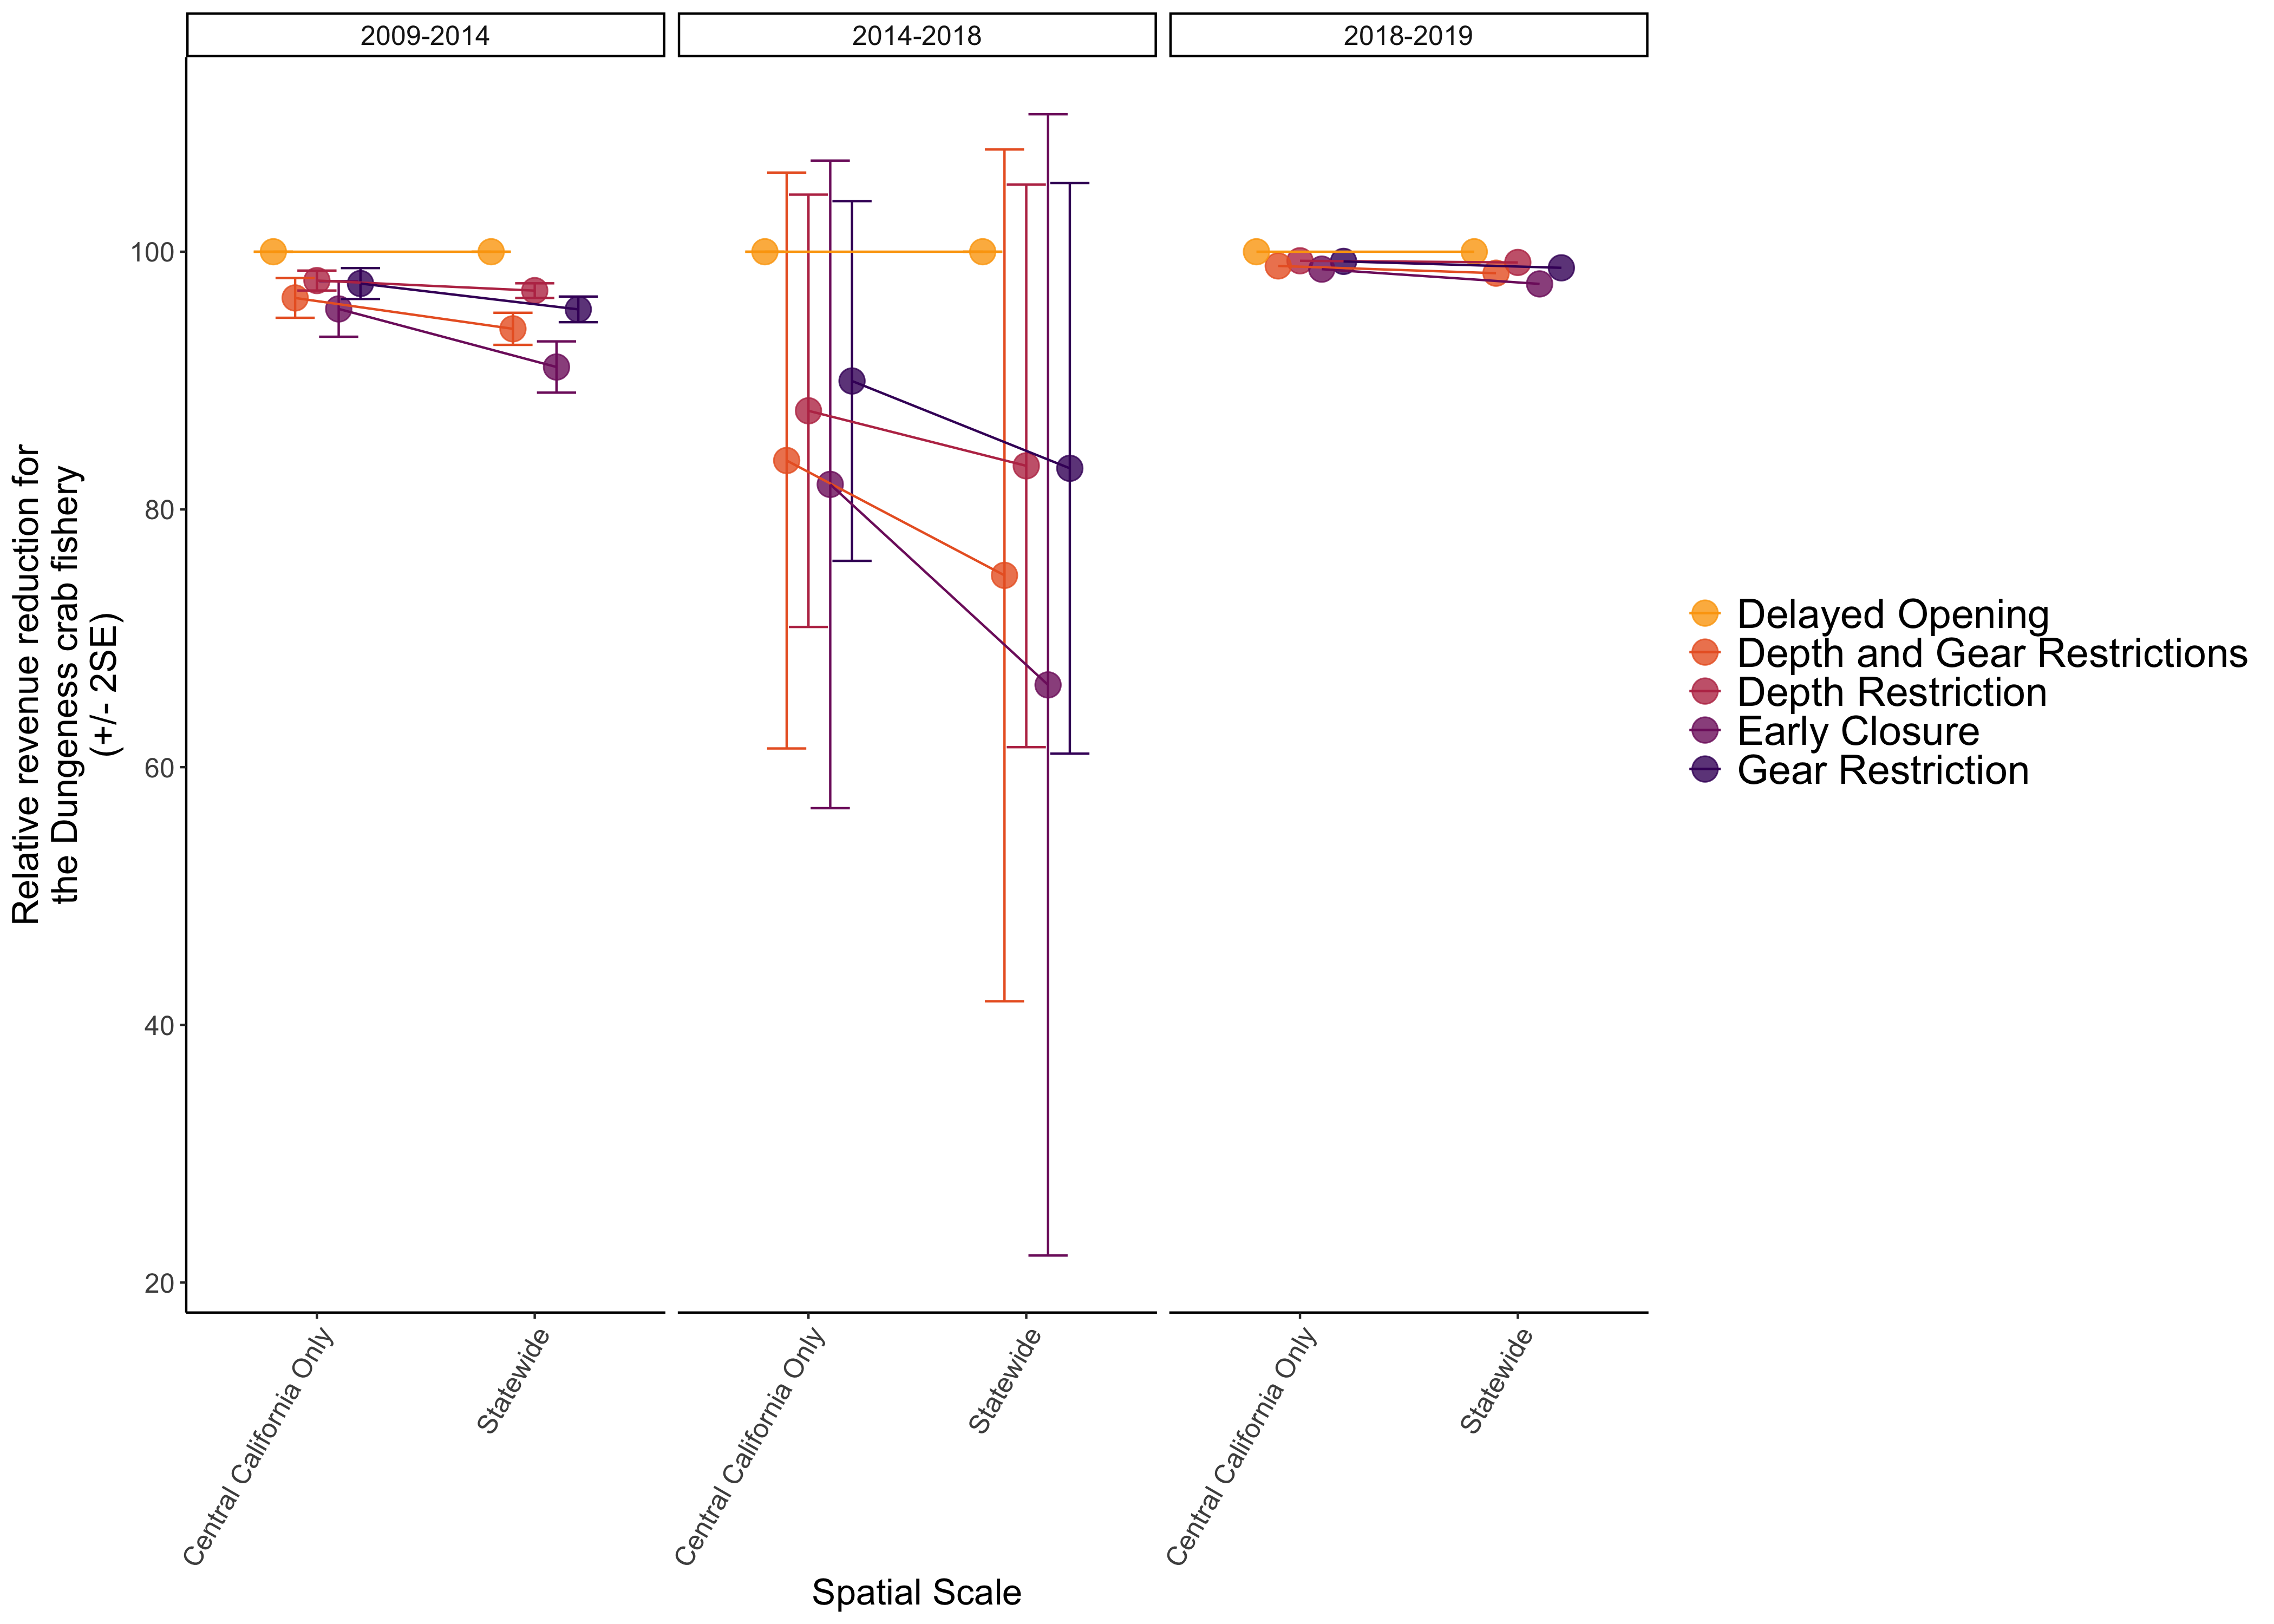 2009-2014
2014-2018
2018-2019
Relative revenue reduction for
the Dungeness crab fishery
(+/- 2SE)
100
80
60
40
20
Central California Only
Statewide
Central California Only
Statewide
Central California Only
Statewide
Spatial Scale
Delayed Opening
Depth and Gear Restrictions
Depth Restriction
Early Closure
Gear Restriction